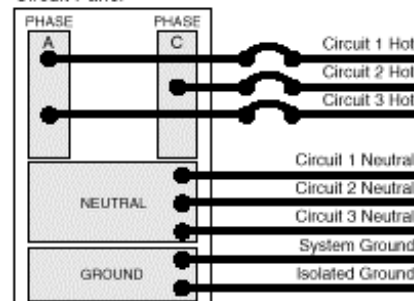 Circuit Panel
PHASE PHASE
A C
Circuit 1 Hot
Circuit 2 Hot
Circuit 3 Hot
Circuit 1 Neutral
Circuit 2 Neutral
NEUTRAL
Circuit 3 Neutral
System Ground
GROUND
Isolated Ground